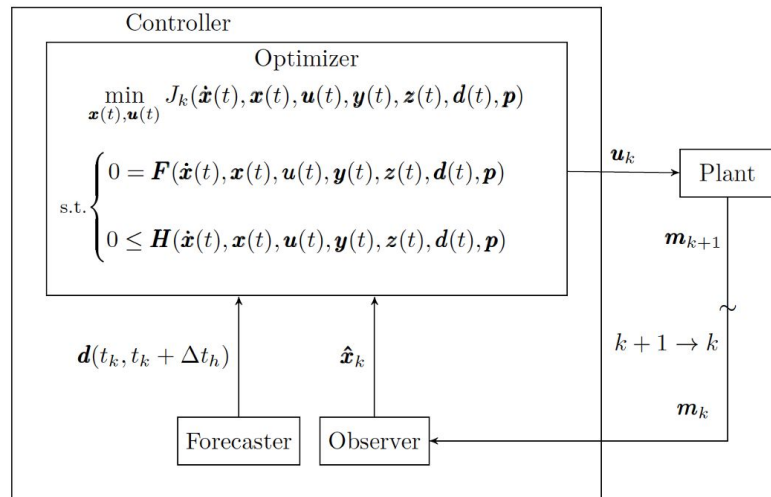 Controller
Optimizer
min J_k(ẋ(t), x(t), u(t), y(t), z(t), d(t), p)
x(t),u(t)
0 = F(ẋ(t), x(t), u(t), y(t), z(t), d(t), p)
s.t.
0 ≤ H(ẋ(t), x(t), u(t), y(t), z(t), d(t), p)
u_k
Plant
m_{k+1}
d(t_k, t_k + Δt_h)
x̂_k
k + 1 → k
m_k
Forecaster
Observer